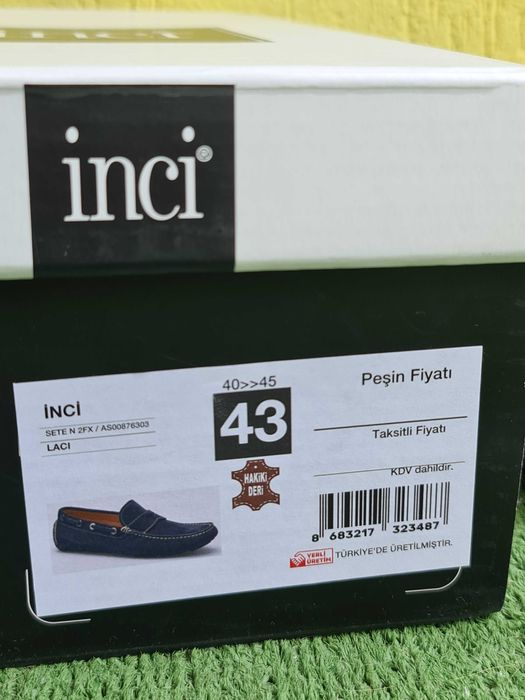 inci®
40>>45
43
İNCİ
SETE N 2FX / AS00876303
LACI
HAKİKİ
DERİ
Peşin Fiyatı
Taksitli Fiyatı
KDV dahildir.
8 683217 323487
YERLİ
ÜRETİM
TÜRKİYE'DE ÜRETİLMİŞTİR.